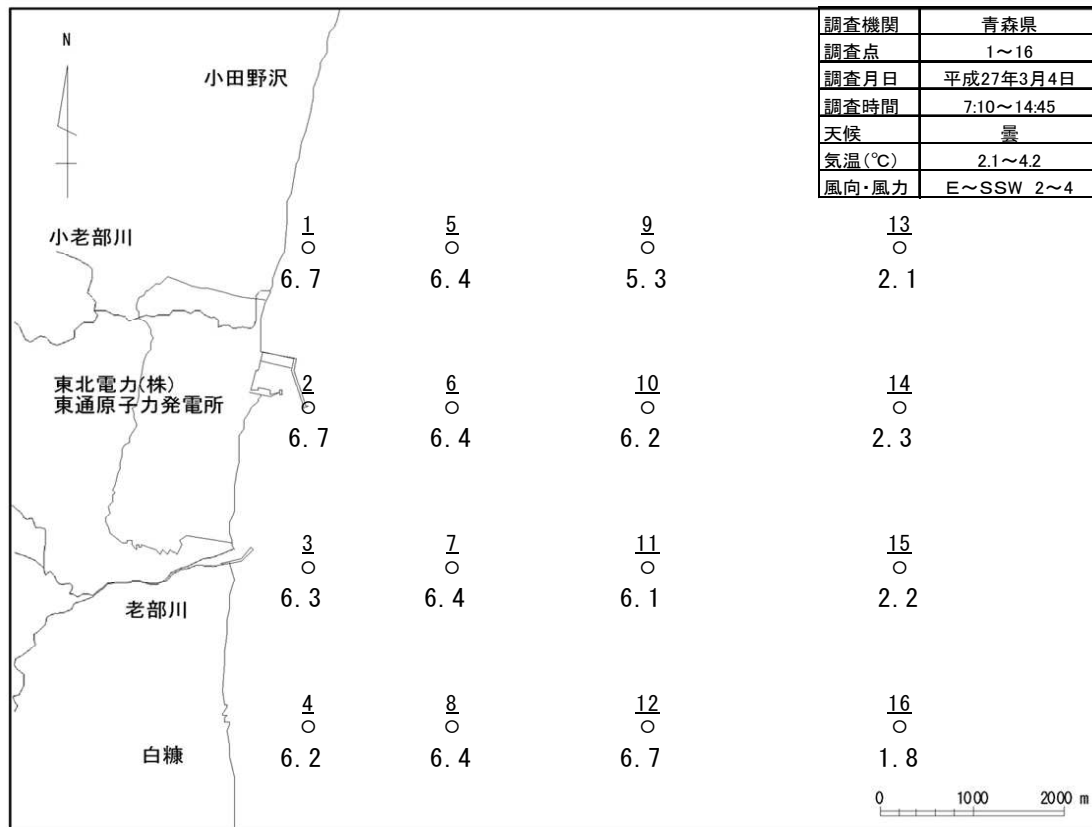 調査機関 青森県
調査点 1～16
調査月日 平成27年3月4日
調査時間 7:10～14:45
天候 曇
気温(℃) 2.1～4.2
風向・風力 E～SSW 2～4
N
小田野沢
小老部川
1 5 9 13
6.7 6.4 5.3 2.1
東北電力(株)
東通原子力発電所
2 6 10 14
6.7 6.4 6.2 2.3
3 7 11 15
6.3 6.4 6.1 2.2
老部川
4 8 12 16
6.2 6.4 6.7 1.8
白糠
0 1000 2000 m